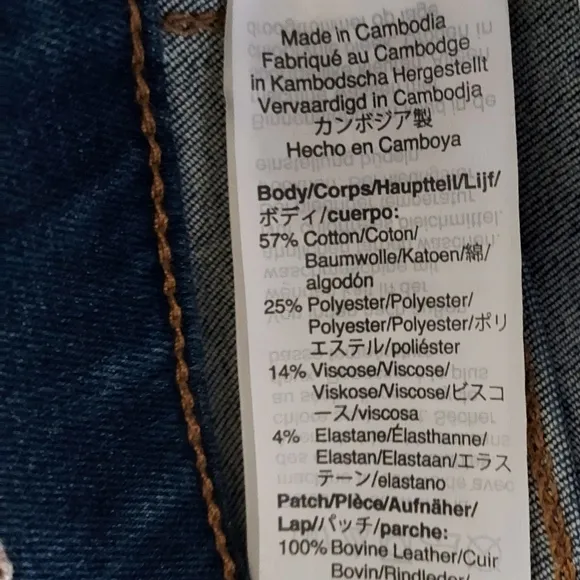 Made in Cambodia
Fabriqué au Cambodge
in Kambodscha Hergestellt
Vervaardigd in Cambodja
カンボジア製
Hecho en Camboya
Body/Corps/Hauptteil/Lijf/
ボディ/cuerpo:
57% Cotton/Coton/
Baumwolle/Katoen/綿/
algodón
25% Polyester/Polyester/
Polyester/Polyester/ポリ
エステル/poliéster
14% Viscose/Viscose/
Viskose/Viscose/ビスコ
ース/viscosa
4% Elastane/Élasthanne/
Elastan/Elastaan/エラス
テーン/elastano
Patch/Pièce/Aufnäher/
Lap/パッチ/parche:
100% Bovine Leather/Cuir
Bovin/Rindleder/